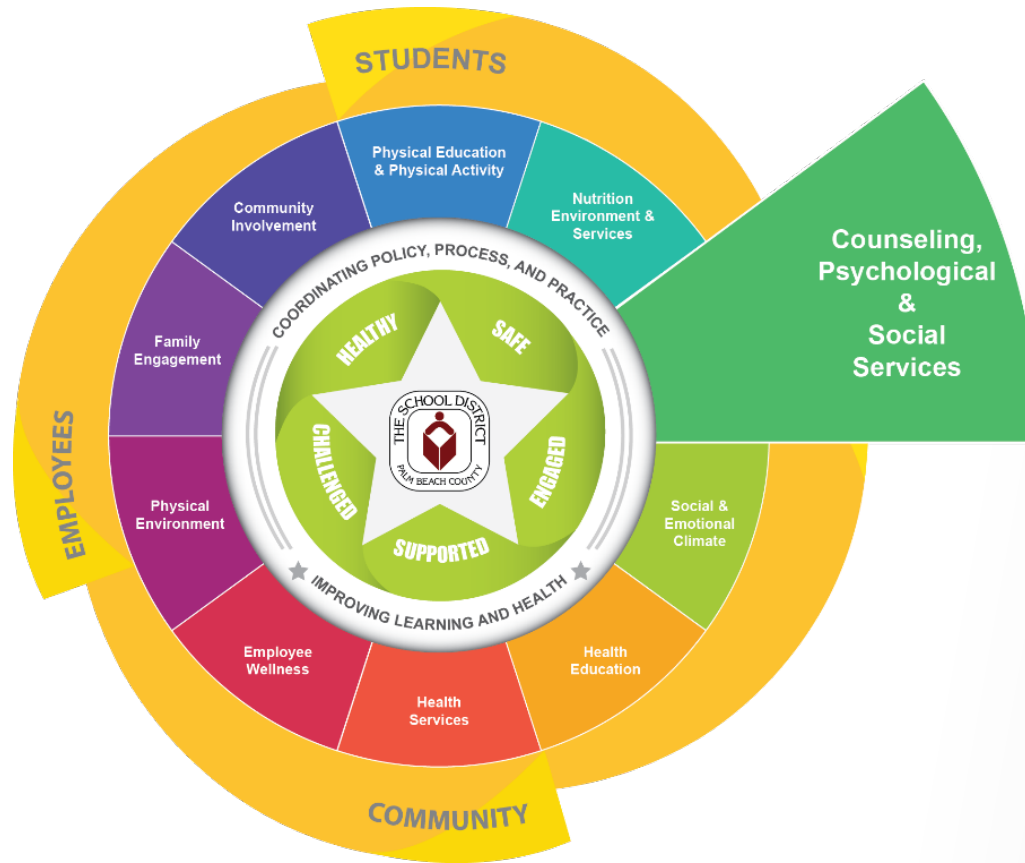 STUDENTS
Physical Education
& Physical Activity
Nutrition
Environment &
Services
Counseling,
Psychological
&
Social
Services
Social &
Emotional
Climate
Health
Education
Health
Services
Employee
Wellness
Physical
Environment
Family
Engagement
Community
Involvement
EMPLOYEES
COMMUNITY
COORDINATING POLICY, PROCESS, AND PRACTICE
IMPROVING LEARNING AND HEALTH
HEALTHY
SAFE
ENGAGED
SUPPORTED
CHALLENGED
THE SCHOOL DISTRICT
PALM BEACH COUNTY